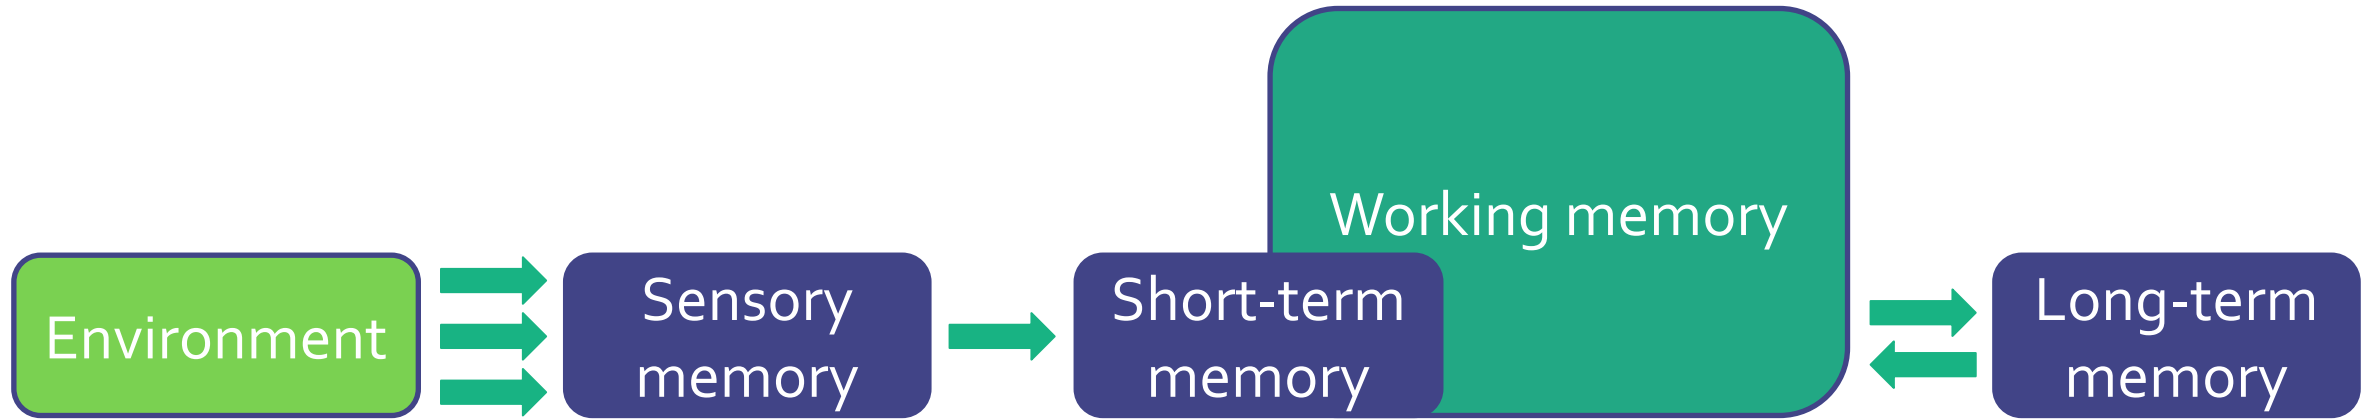 Environment
Sensory
memory
Short-term
memory
Working memory
Long-term
memory